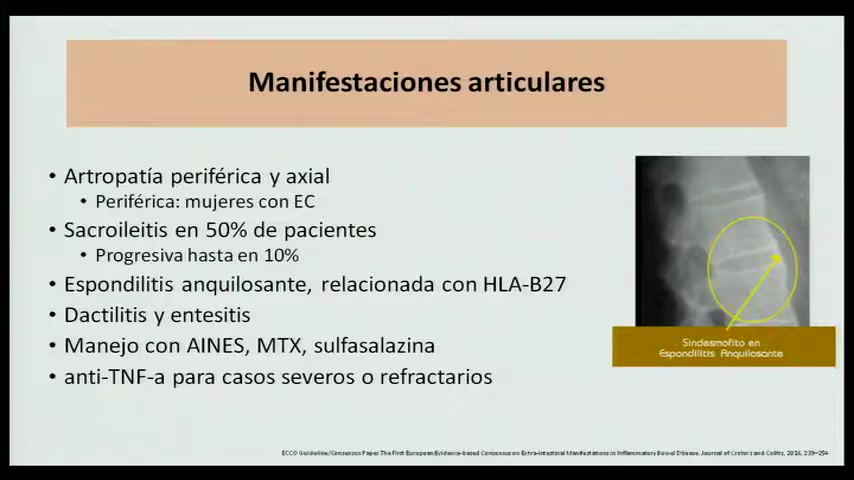 Manifestaciones articulares
• Artropatía periférica y axial
• Periférica: mujeres con EC
• Sacroileitis en 50% de pacientes
• Progresiva hasta en 10%
• Espondilitis anquilosante, relacionada con HLA-B27
• Dactilitis y entesitis
• Manejo con AINES, MTX, sulfasalazina
• anti-TNF-a para casos severos o refractarios
Sindesmofito en
Espondilitis Anquilosante
ECCO Guideline/Consensus Paper The First European Evidence-based Consensus on Extra-intestinal Manifestations in Inflammatory Bowel Disease, Journal of Crohn's and Colitis, 2016, 239–254